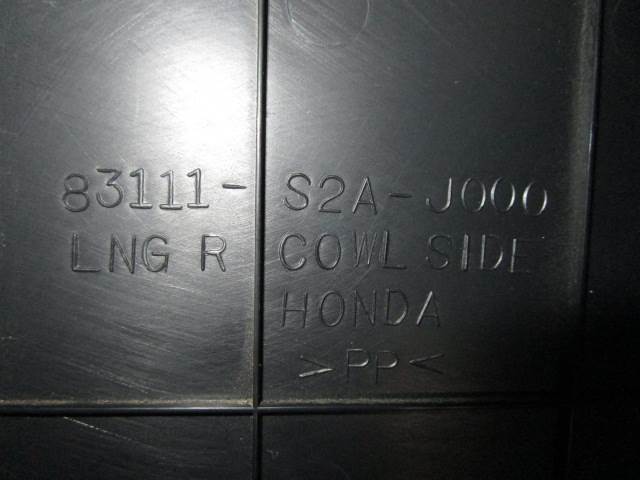 83111-S2A-J000
LNG R COWL SIDE
HONDA
>PP<